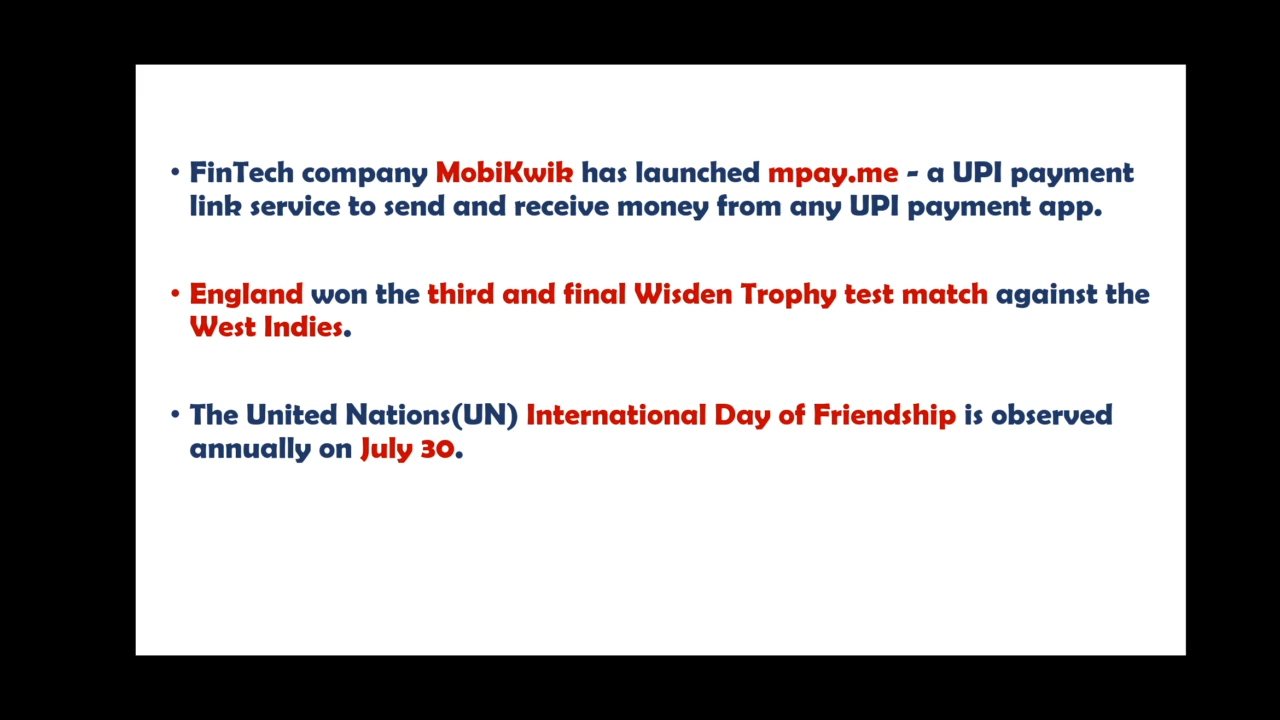 • FinTech company MobiKwik has launched mpay.me - a UPI payment
link service to send and receive money from any UPI payment app.
• England won the third and final Wisden Trophy test match against the
West Indies.
• The United Nations(UN) International Day of Friendship is observed
annually on July 30.